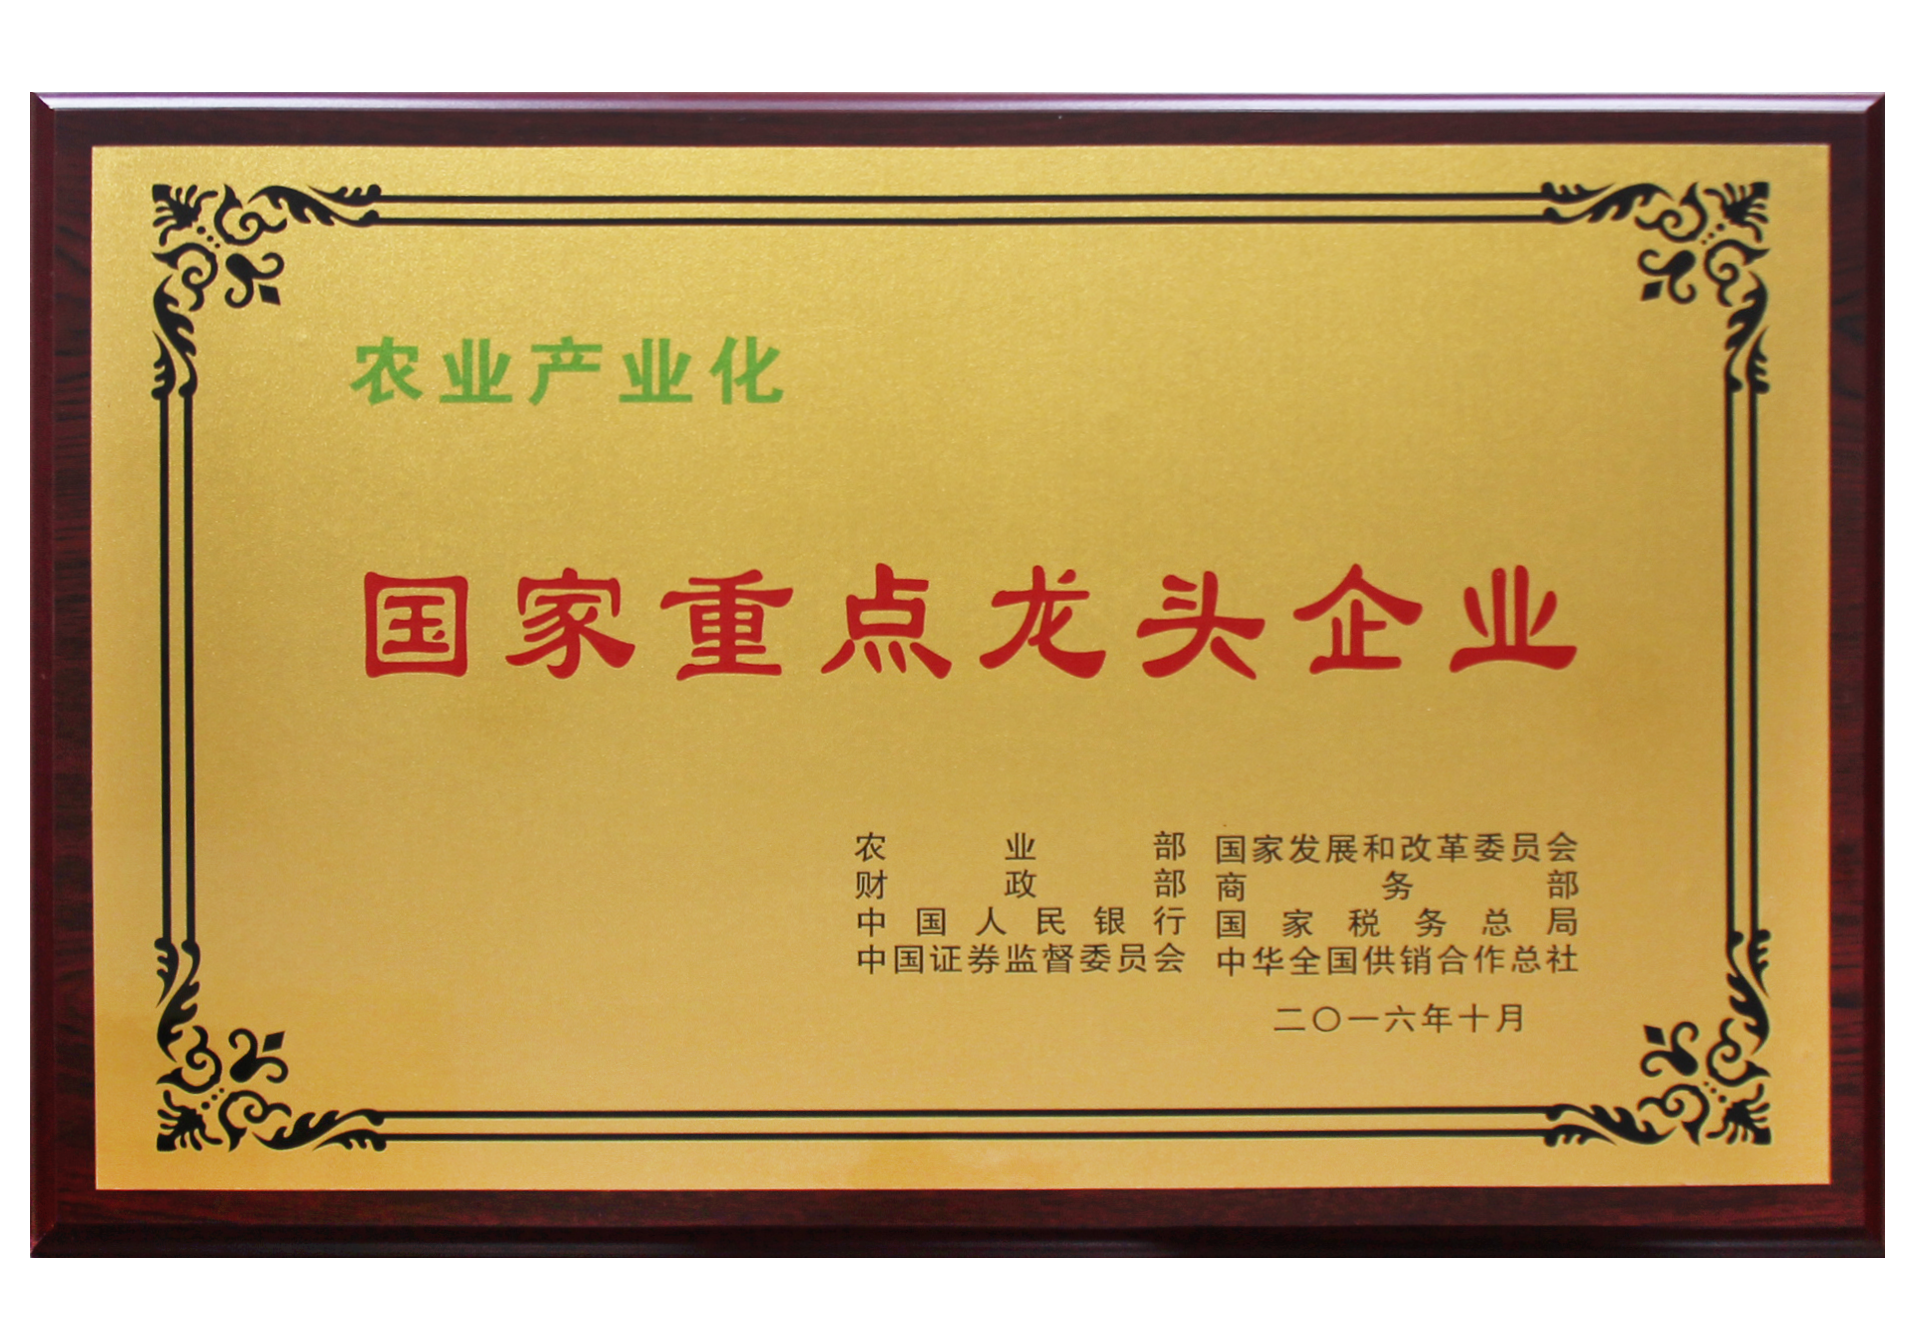 农业产业化
国家重点龙头企业
农业部 国家发展和改革委员会
财政部 商务部
中国人民银行 国家税务总局
中国证券监督委员会 中华全国供销合作总社
二〇一六年十月